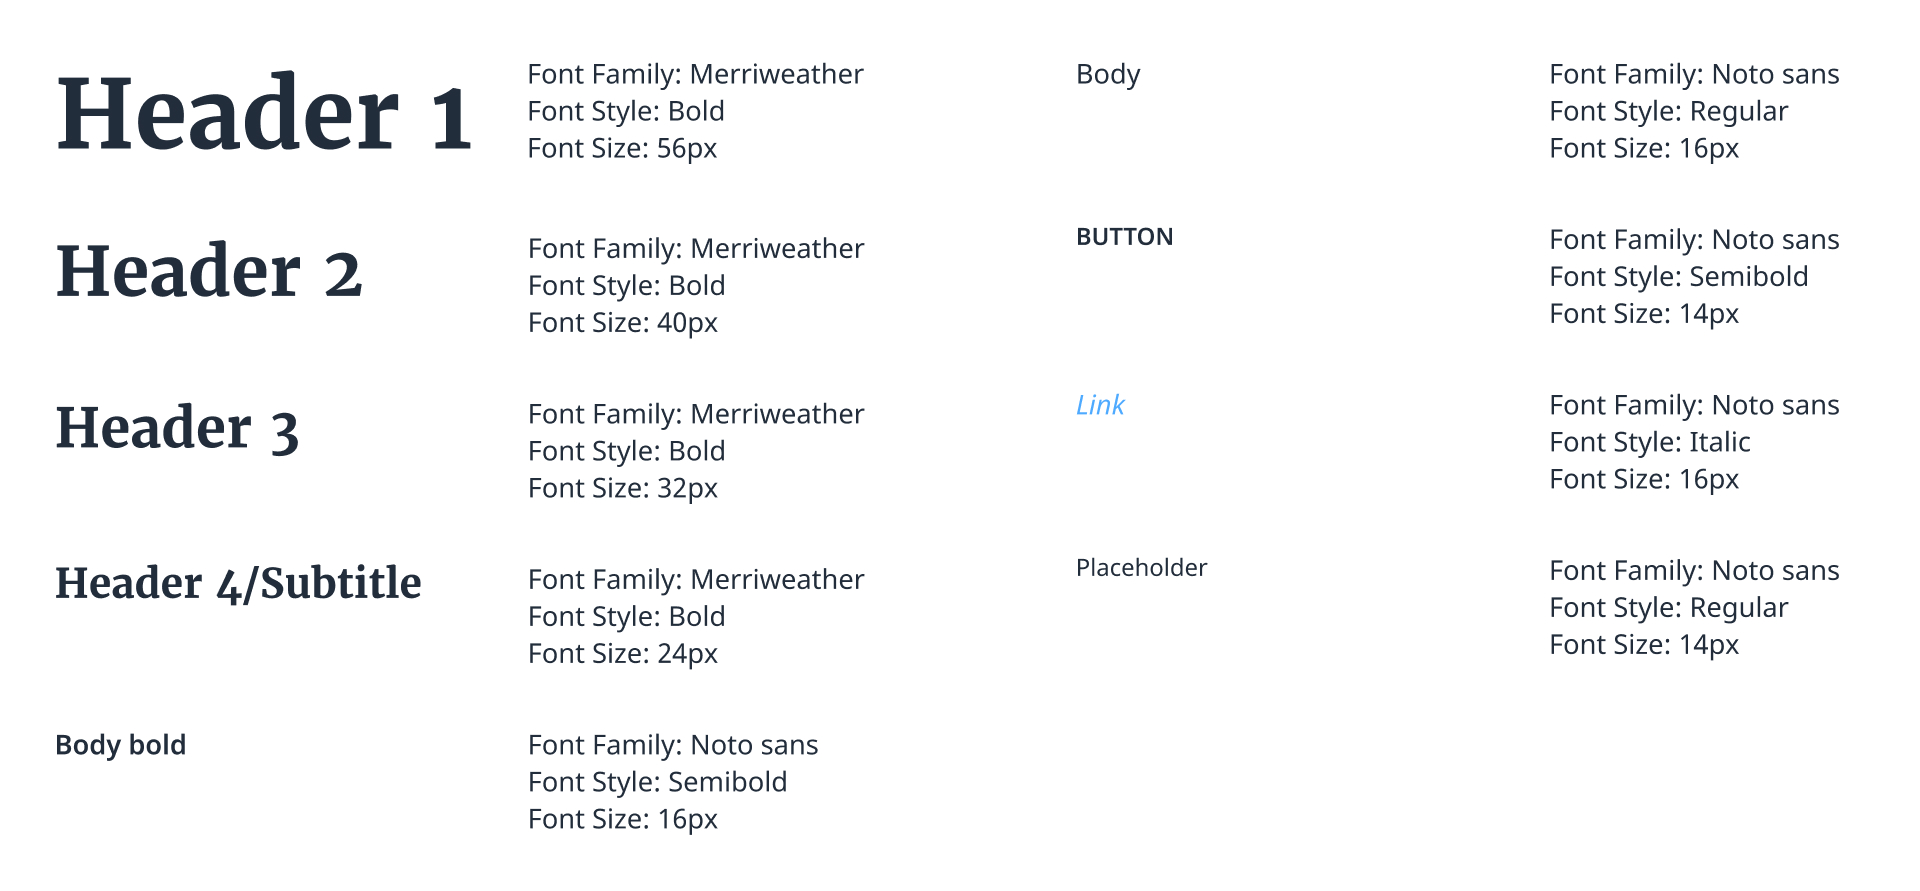 Header 1
Font Family: Merriweather
Font Style: Bold
Font Size: 56px
Header 2
Font Family: Merriweather
Font Style: Bold
Font Size: 40px
Header 3
Font Family: Merriweather
Font Style: Bold
Font Size: 32px
Header 4/Subtitle
Font Family: Merriweather
Font Style: Bold
Font Size: 24px
Body bold
Font Family: Noto sans
Font Style: Semibold
Font Size: 16px
Body
Font Family: Noto sans
Font Style: Regular
Font Size: 16px
BUTTON
Font Family: Noto sans
Font Style: Semibold
Font Size: 14px
Link
Font Family: Noto sans
Font Style: Italic
Font Size: 16px
Placeholder
Font Family: Noto sans
Font Style: Regular
Font Size: 14px